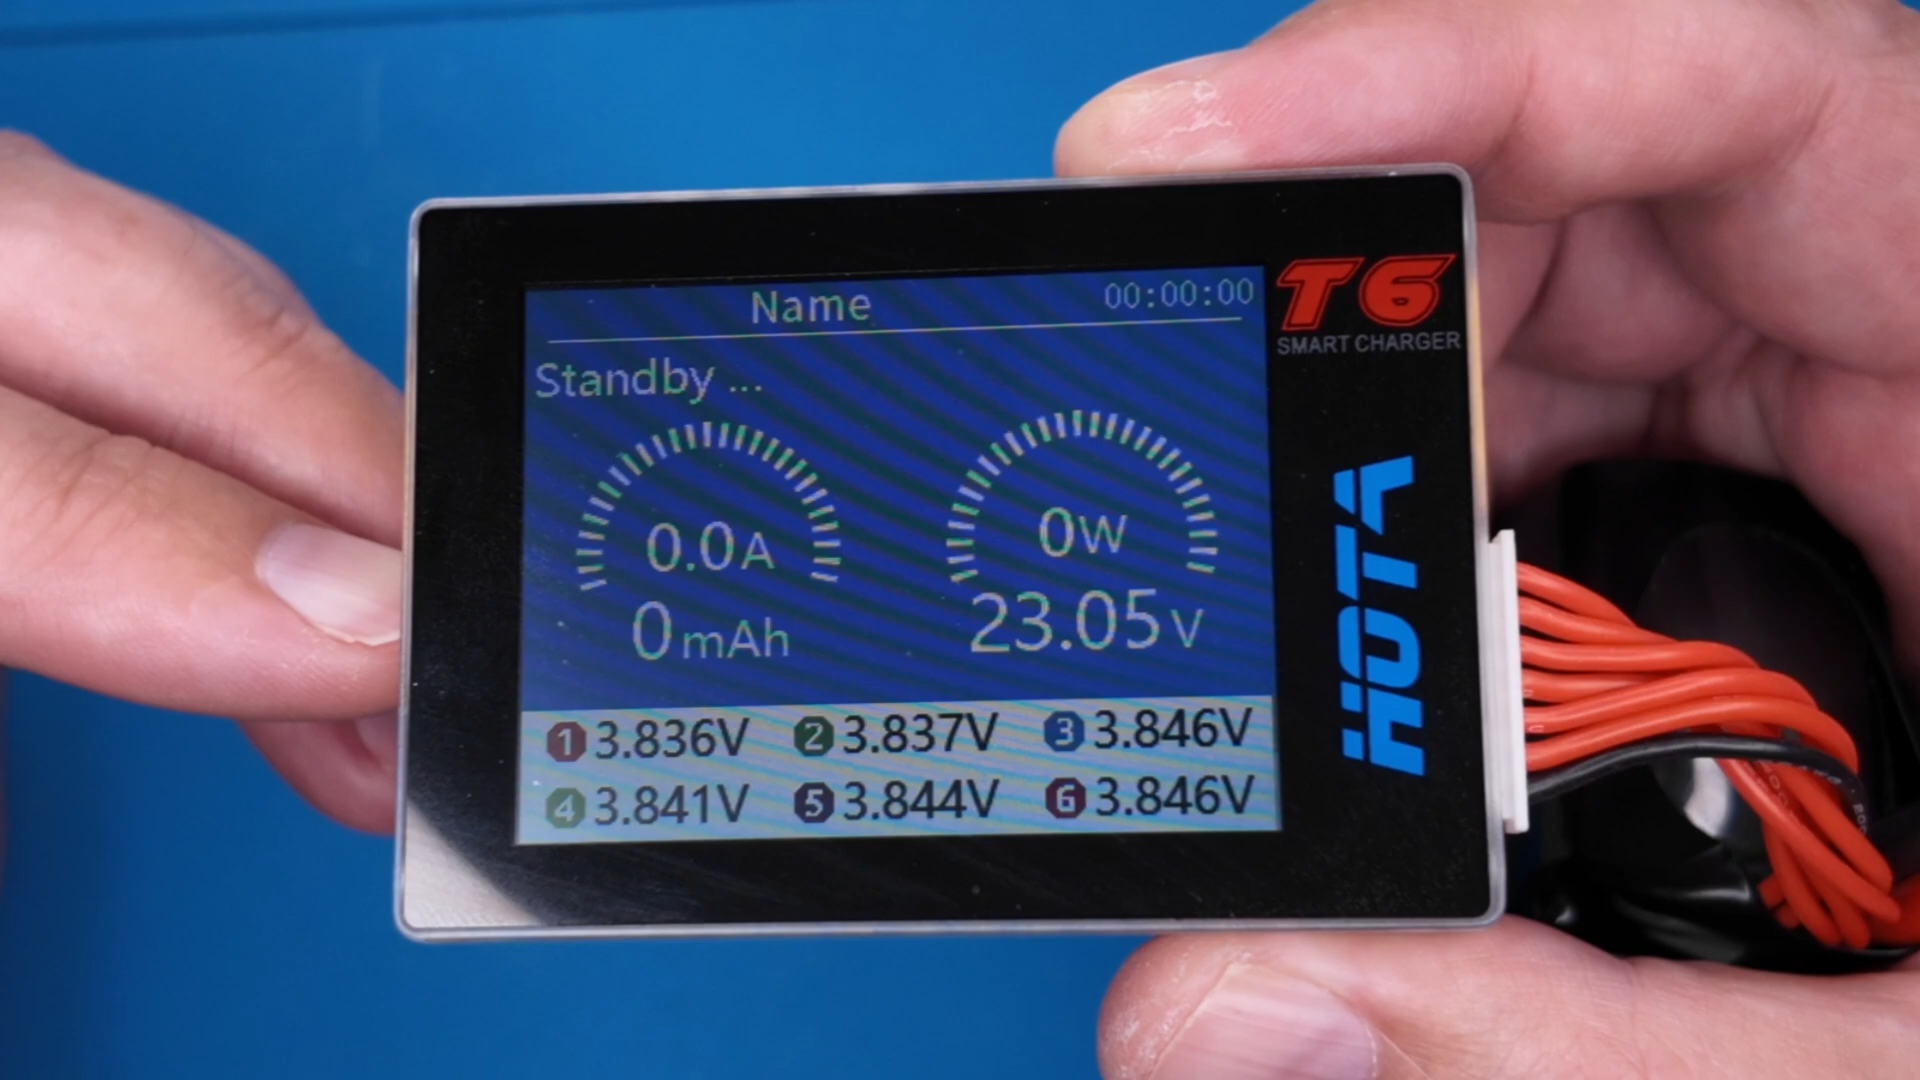 Name 00:00:00
Standby ...
0.0A 0W
0mAh 23.05V
1 3.836V 2 3.837V 3 3.846V
4 3.841V 5 3.844V 6 3.846V
T6
SMART CHARGER
HOTA